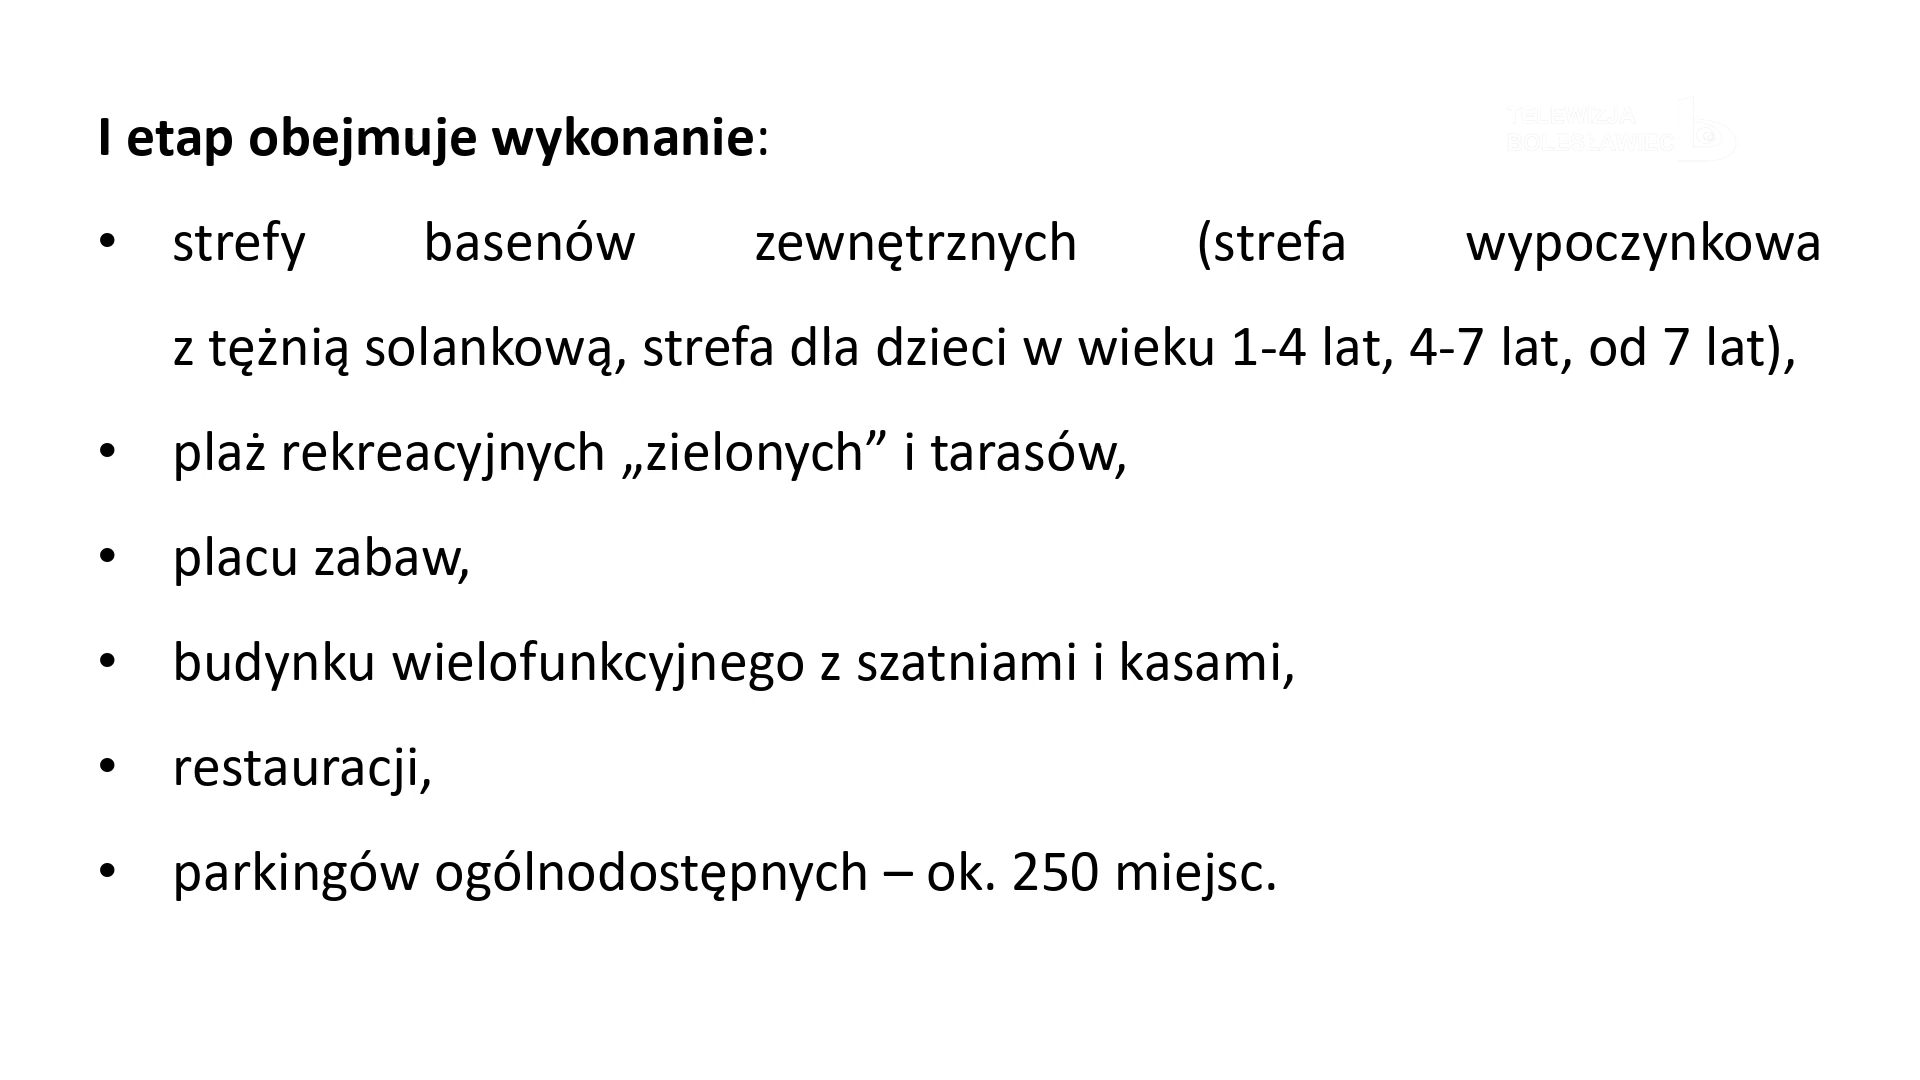 I etap obejmuje wykonanie:
TELEWIZJA
BOLESŁAWIEC
• strefy basenów zewnętrznych (strefa wypoczynkowa
z tężnią solankową, strefa dla dzieci w wieku 1-4 lat, 4-7 lat, od 7 lat),
• plaż rekreacyjnych „zielonych” i tarasów,
• placu zabaw,
• budynku wielofunkcyjnego z szatniami i kasami,
• restauracji,
• parkingów ogólnodostępnych – ok. 250 miejsc.